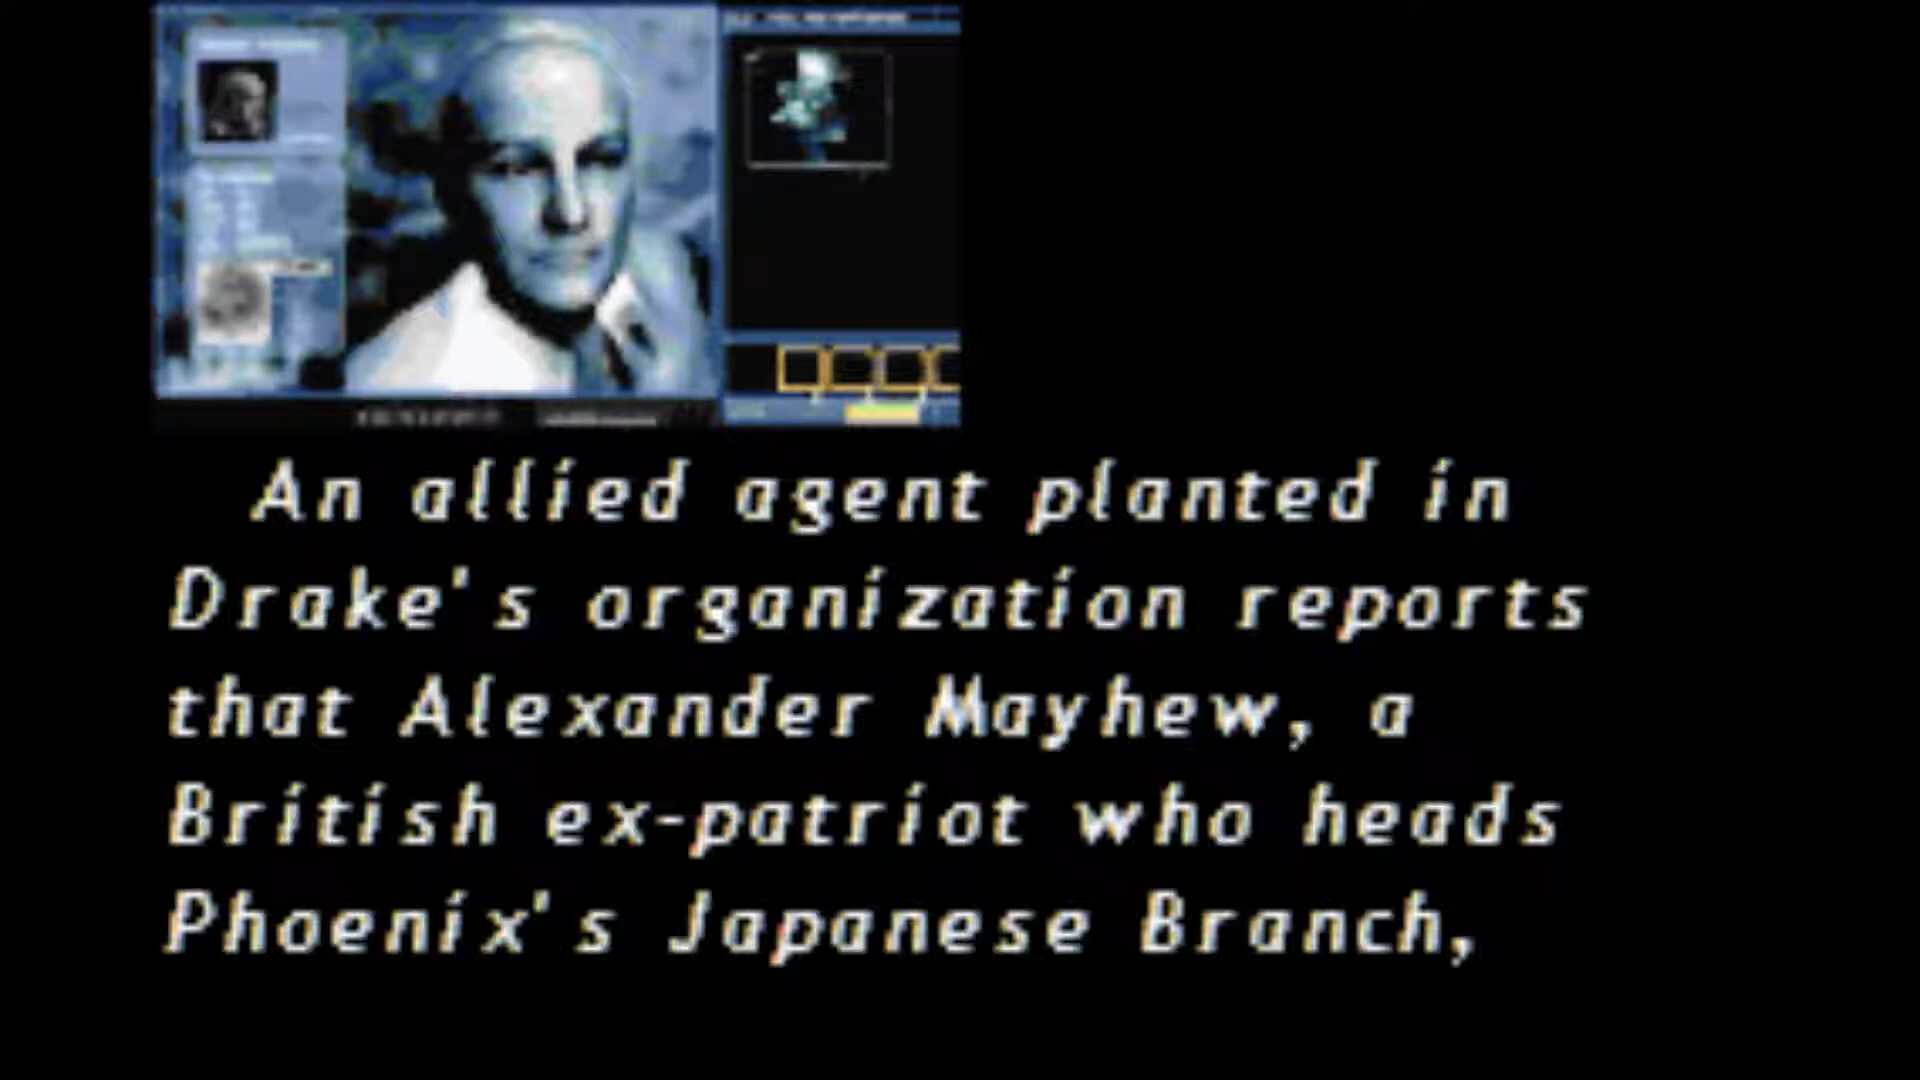 An allied agent planted in
Drake's organization reports
that Alexander Mayhew, a
British ex-patriot who heads
Phoenix's Japanese Branch,